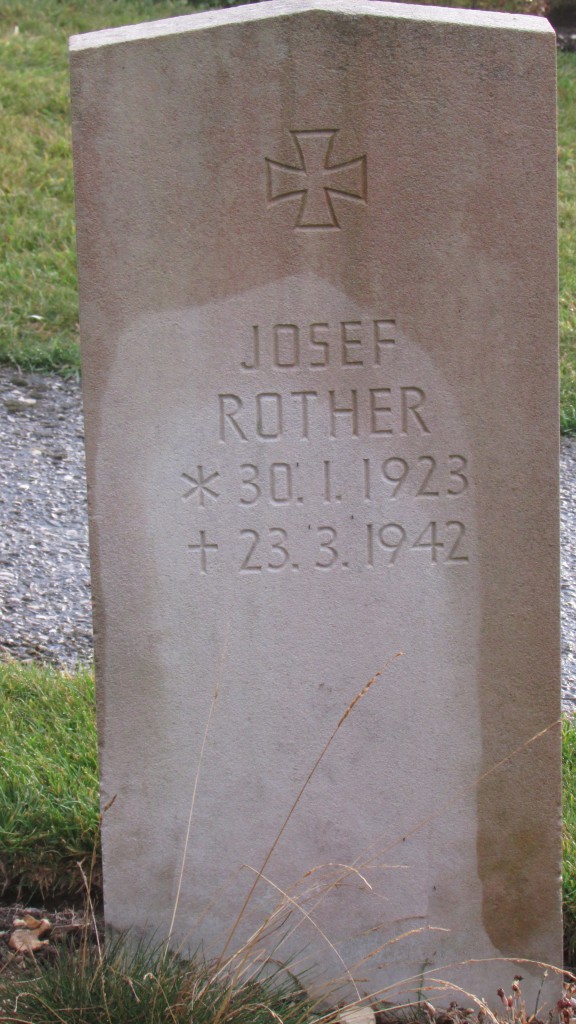 JOSEF
ROTHER
* 30. 1. 1923
† 23. 3. 1942